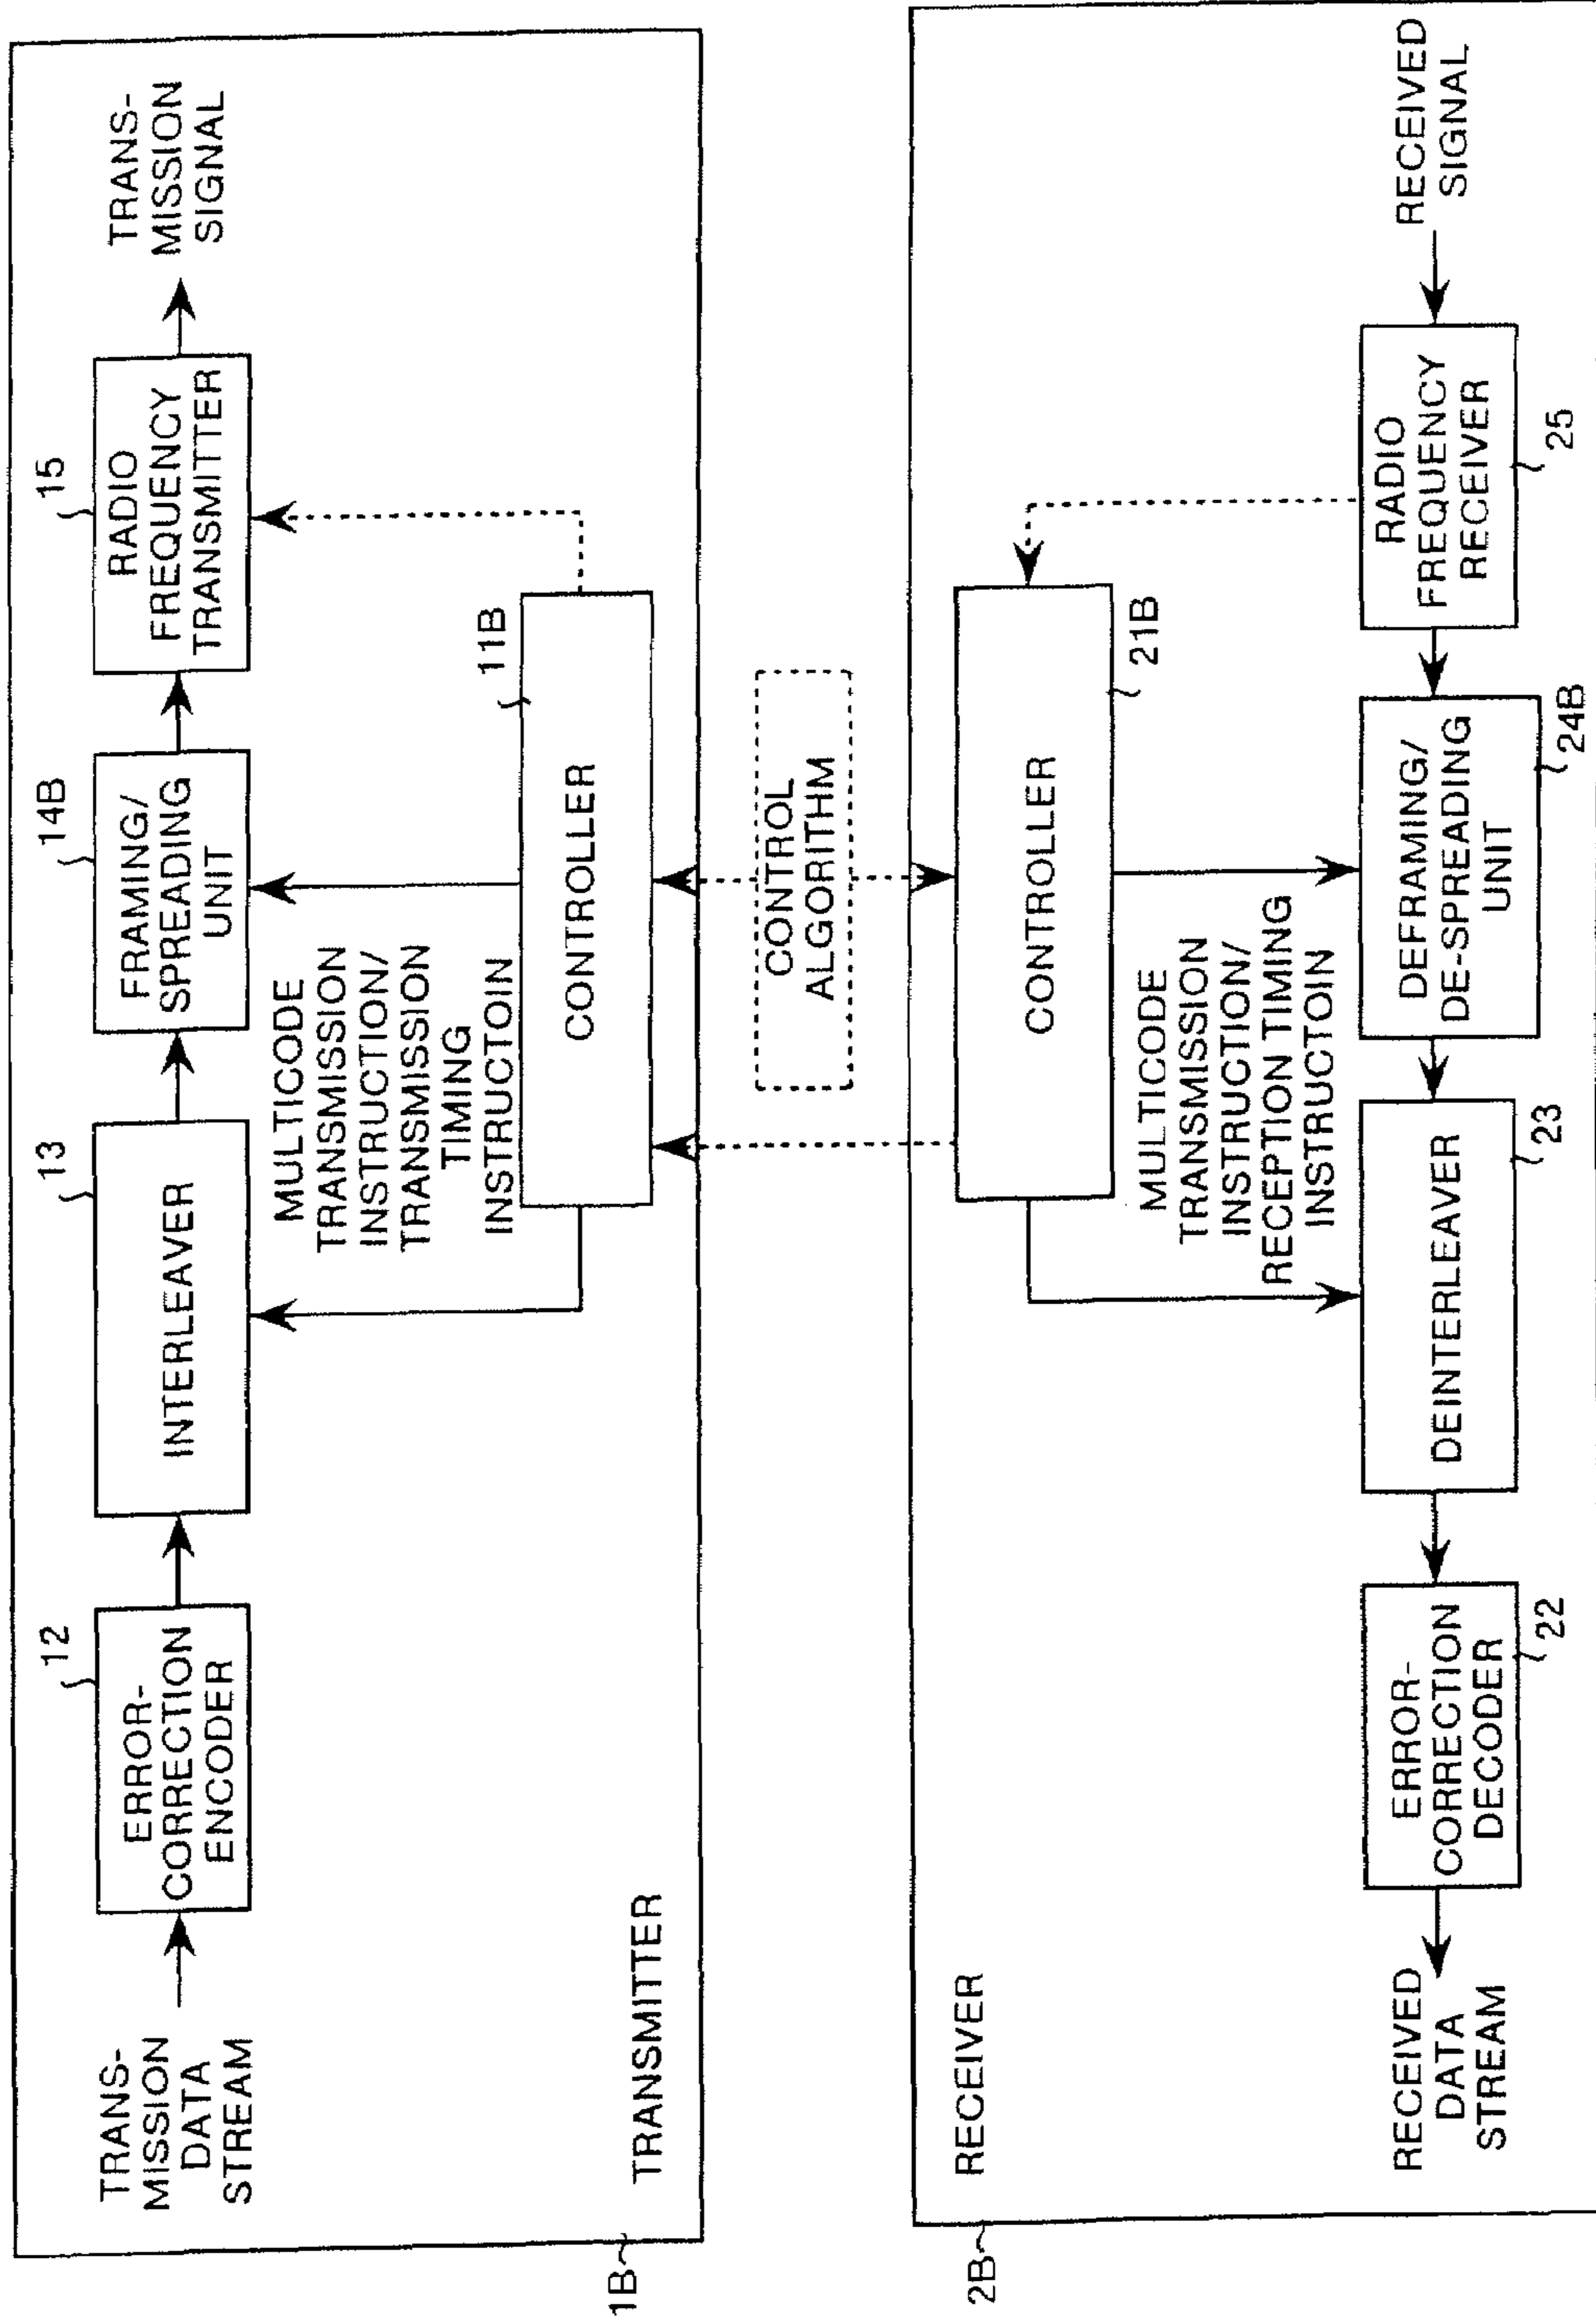 TRANS-
MISSION
DATA
STREAM
12
ERROR-
CORRECTION
ENCODER
13
INTERLEAVER
14B
FRAMING/
SPREADING
UNIT
15
RADIO
FREQUENCY
TRANSMITTER
TRANS-
MISSION
SIGNAL
MULTICODE
TRANSMISSION
INSTRUCTION/
TRANSMISSION
TIMING
INSTRUCTOIN
11B
CONTROLLER
TRANSMITTER
1B
CONTROL
ALGORITHM
2B
RECEIVER
CONTROLLER
21B
MULTICODE
TRANSMISSION
INSTRUCTION/
RECEPTION TIMING
INSTRUCTOIN
RECEIVED
DATA
STREAM
ERROR-
CORRECTION
DECODER
22
DEINTERLEAVER
23
DEFRAMING/
DE-SPREADING
UNIT
24B
RADIO
FREQUENCY
RECEIVER
25
RECEIVED
SIGNAL